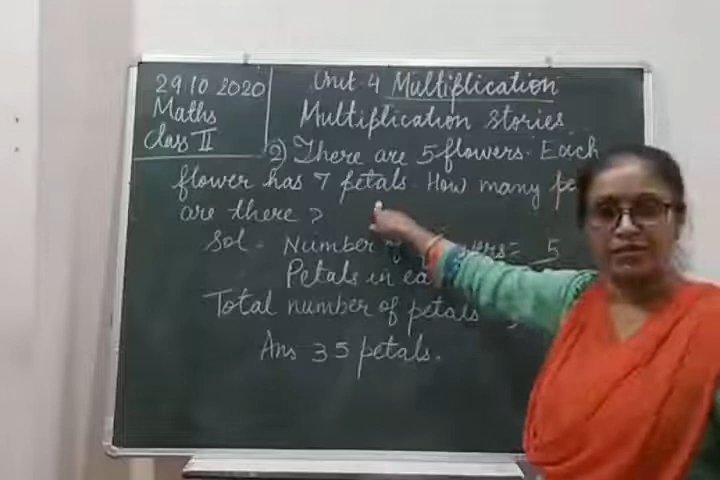 29.10 2020
Maths
Class II
Unit-4 Multiplication
Multiplication stories
2) There are 5 flowers. Each
flower has 7 petals. How many
are there ?
Sol - Number of = 5
Petals in
Total number of petals
Ans 35 petals.